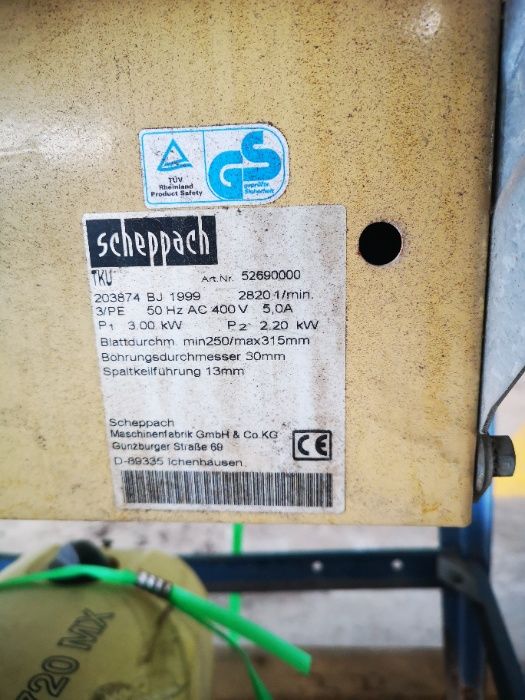 TÜV
Rheinland
Product Safety
GS
geprüfte
Sicherheit
scheppach
TKU Art.Nr. 52690000
203874 BJ 1999 2820 1/min.
3/PE 50 Hz AC 400 V 5,0A
P1 3.00 kW P2 2.20 kW
Blattdurchm. min250/max315mm
Bohrungsdurchmesser 30mm
Spaltkeilführung 13mm
Scheppach
Maschinenfabrik GmbH & Co.KG
Günzburger Straße 69
D-89335 Ichenhausen
CE
720 MX